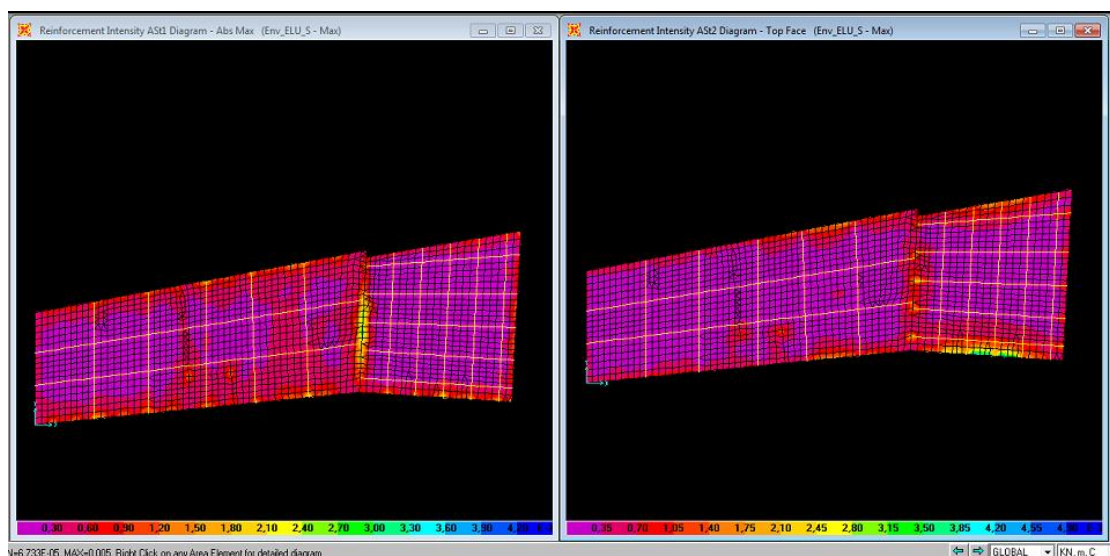 Reinforcement Intensity ASt1 Diagram - Abs Max (Env_ELU_S - Max)
Reinforcement Intensity ASt2 Diagram - Top Face (Env_ELU_S - Max)
0,30 0,60 0,90 1,20 1,50 1,80 2,10 2,40 2,70 3,00 3,30 3,60 3,90 4,20
0,35 0,70 1,05 1,40 1,75 2,10 2,45 2,80 3,15 3,50 3,85 4,20 4,55 4,90
MAX=0.005, Right Click on any Area Element for detailed diagram
GLOBAL KN, m, C